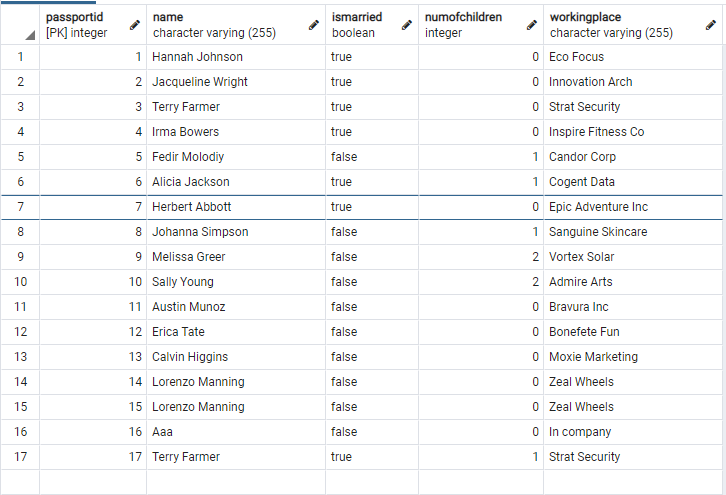 passportid name ismarried numofchildren workingplace
[PK] integer character varying (255) boolean integer character varying (255)
1 1 Hannah Johnson true 0 Eco Focus
2 2 Jacqueline Wright true 0 Innovation Arch
3 3 Terry Farmer true 0 Strat Security
4 4 Irma Bowers true 0 Inspire Fitness Co
5 5 Fedir Molodiy false 1 Candor Corp
6 6 Alicia Jackson true 1 Cogent Data
7 7 Herbert Abbott true 0 Epic Adventure Inc
8 8 Johanna Simpson false 1 Sanguine Skincare
9 9 Melissa Greer false 2 Vortex Solar
10 10 Sally Young false 2 Admire Arts
11 11 Austin Munoz false 0 Bravura Inc
12 12 Erica Tate false 0 Bonefete Fun
13 13 Calvin Higgins false 0 Moxie Marketing
14 14 Lorenzo Manning false 0 Zeal Wheels
15 15 Lorenzo Manning false 0 Zeal Wheels
16 16 Aaa false 0 In company
17 17 Terry Farmer true 1 Strat Security